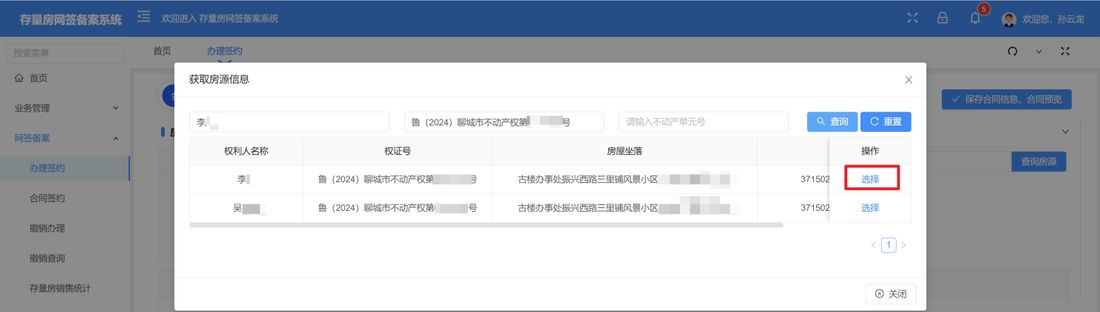 存量房网签备案系统 欢迎进入 存量房网签备案系统 5 欢迎您，孙云龙
搜索菜单 首页 办理签约
首页
业务管理
网签备案
办理签约
合同签约
撤销办理
撤销查询
存量房销售统计
保存合同信息，合同预览
查询房源
获取房源信息
李 鲁（2024）聊城市不动产权第 号 请输入不动产单元号 查询 重置
权利人名称 权证号 房屋坐落 操作
李 鲁（2024）聊城市不动产权第 号 古楼办事处振兴西路三里铺风景小区 371502 选择
吴 鲁（2024）聊城市不动产权第 号 古楼办事处振兴西路三里铺风景小区 371502 选择
1
关闭